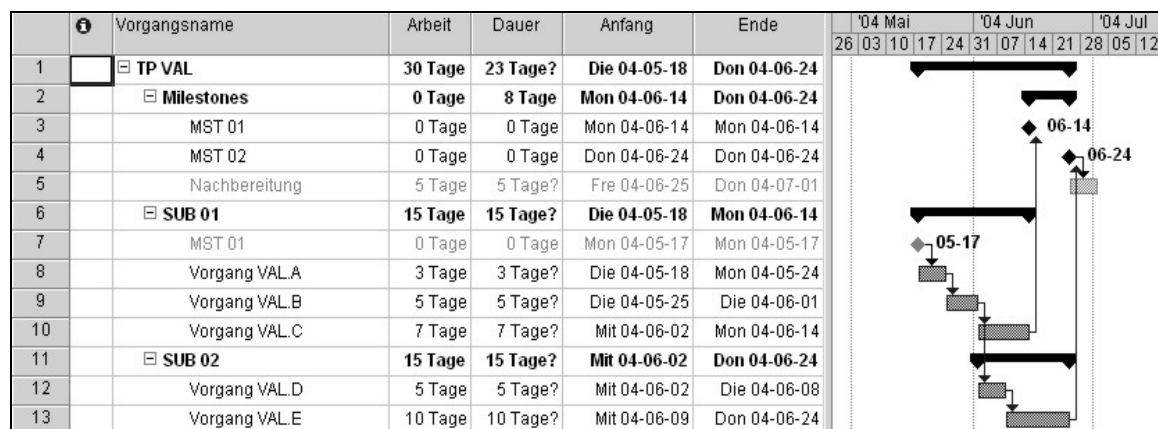 Vorgangsname Arbeit Dauer Anfang Ende '04 Mai '04 Jun '04 Jul
26 03 10 17 24 31 07 14 21 28 05 12
1 TP VAL 30 Tage 23 Tage? Die 04-05-18 Don 04-06-24
2 Milestones 0 Tage 8 Tage Mon 04-06-14 Don 04-06-24
3 MST 01 0 Tage 0 Tage Mon 04-06-14 Mon 04-06-14 06-14
4 MST 02 0 Tage 0 Tage Don 04-06-24 Don 04-06-24 06-24
5 Nachbereitung 5 Tage 5 Tage? Fre 04-06-25 Don 04-07-01
6 SUB 01 15 Tage 15 Tage? Die 04-05-18 Mon 04-06-14
7 MST 01 0 Tage 0 Tage Mon 04-05-17 Mon 04-05-17 05-17
8 Vorgang VAL.A 3 Tage 3 Tage? Die 04-05-18 Mon 04-05-24
9 Vorgang VAL.B 5 Tage 5 Tage? Die 04-05-25 Die 04-06-01
10 Vorgang VAL.C 7 Tage 7 Tage? Mit 04-06-02 Mon 04-06-14
11 SUB 02 15 Tage 15 Tage? Mit 04-06-02 Don 04-06-24
12 Vorgang VAL.D 5 Tage 5 Tage? Mit 04-06-02 Die 04-06-08
13 Vorgang VAL.E 10 Tage 10 Tage? Mit 04-06-09 Don 04-06-24